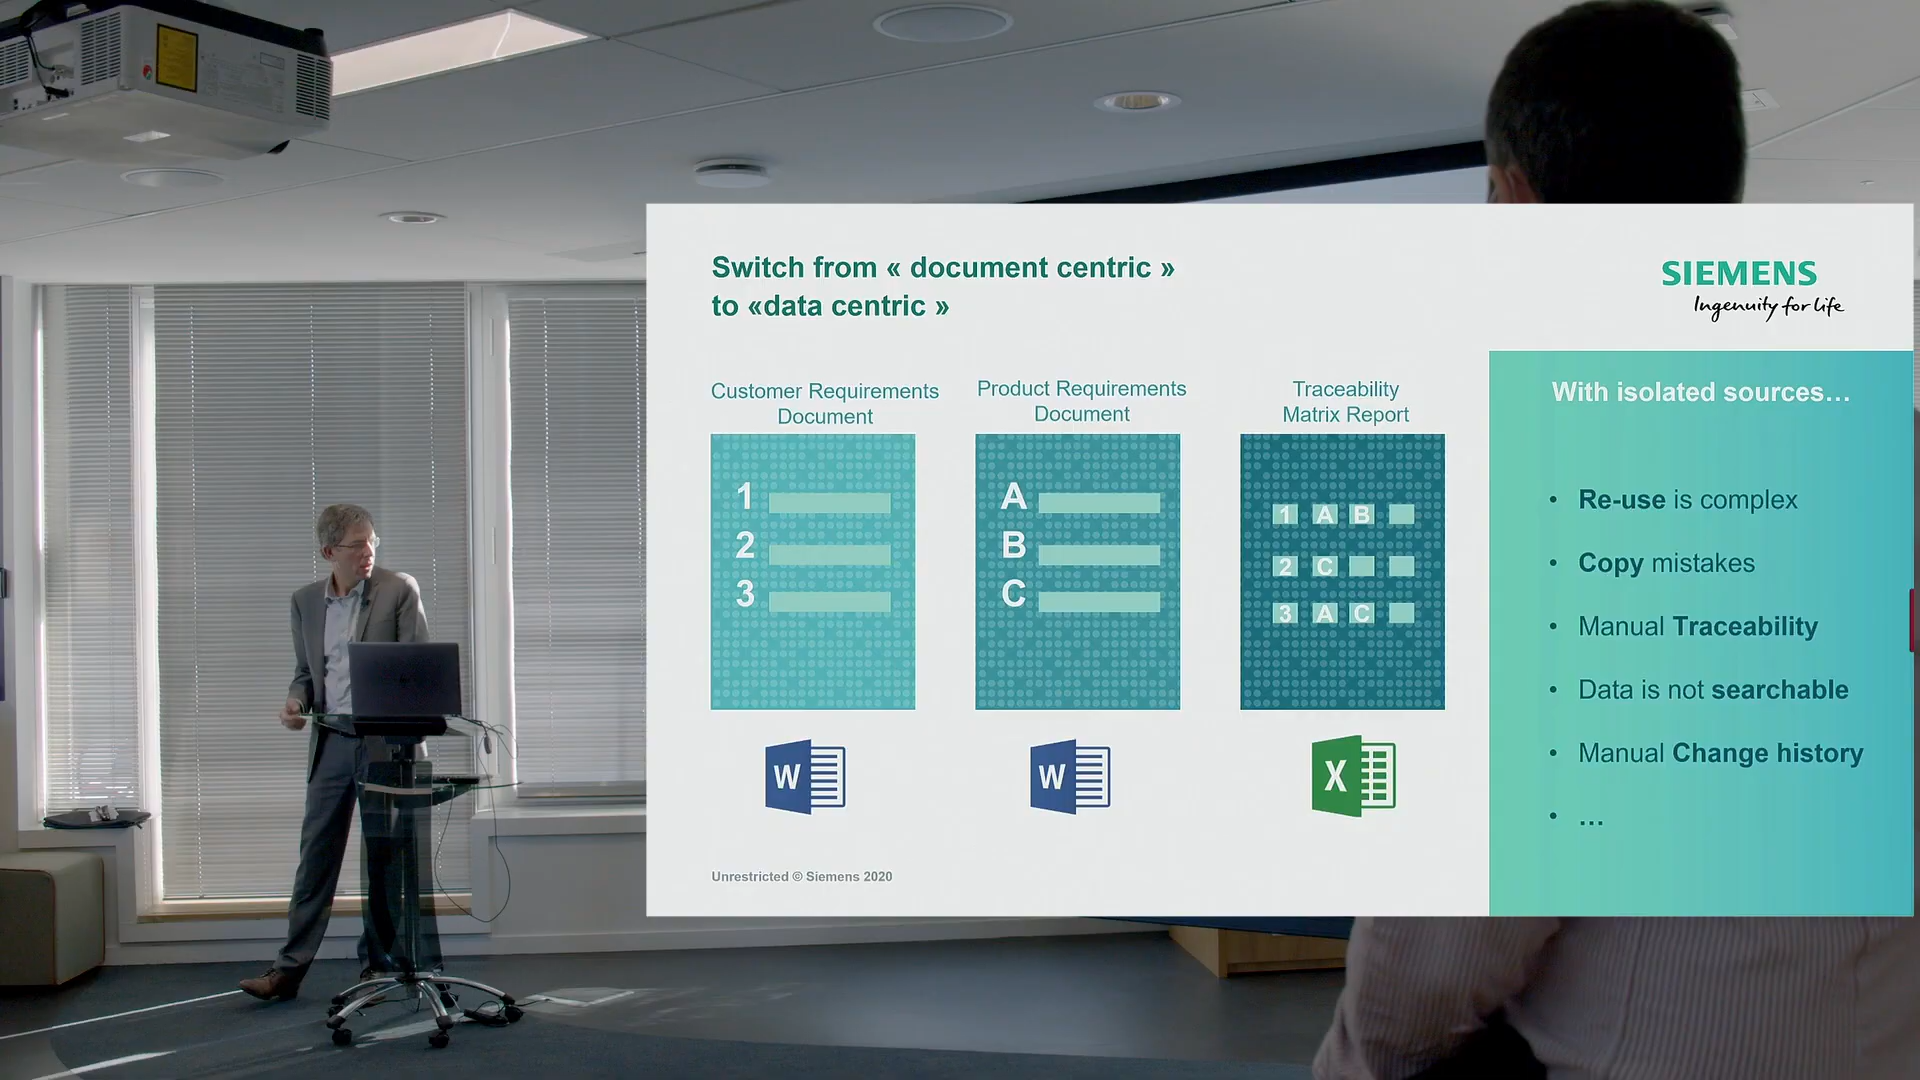 Switch from « document centric »
to «data centric »
SIEMENS
Ingenuity for life
Customer Requirements
Document
1
2
3
W
Product Requirements
Document
A
B
C
W
Traceability
Matrix Report
1 A B
2 C
3 A C
X
With isolated sources…
• Re-use is complex
• Copy mistakes
• Manual Traceability
• Data is not searchable
• Manual Change history
• …
Unrestricted © Siemens 2020